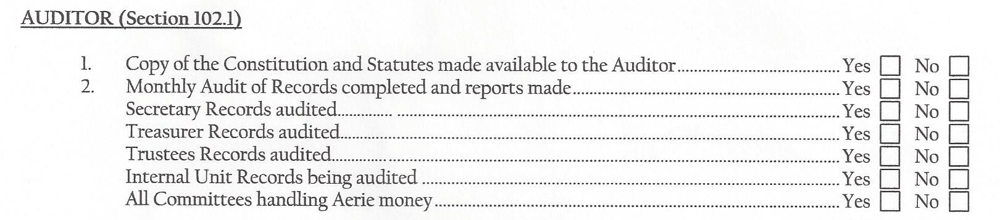 AUDITOR (Section 102.1)
1. Copy of the Constitution and Statutes made available to the Auditor.................................... Yes ☐ No ☐
2. Monthly Audit of Records completed and reports made............................................................ Yes ☐ No ☐
Secretary Records audited............. .................................................................................................... Yes ☐ No ☐
Treasurer Records audited................................................................................................................. Yes ☐ No ☐
Trustees Records audited................................................................................................................... Yes ☐ No ☐
Internal Unit Records being audited ............................................................................................... Yes ☐ No ☐
All Committees handling Aerie money............................................................................................ Yes ☐ No ☐